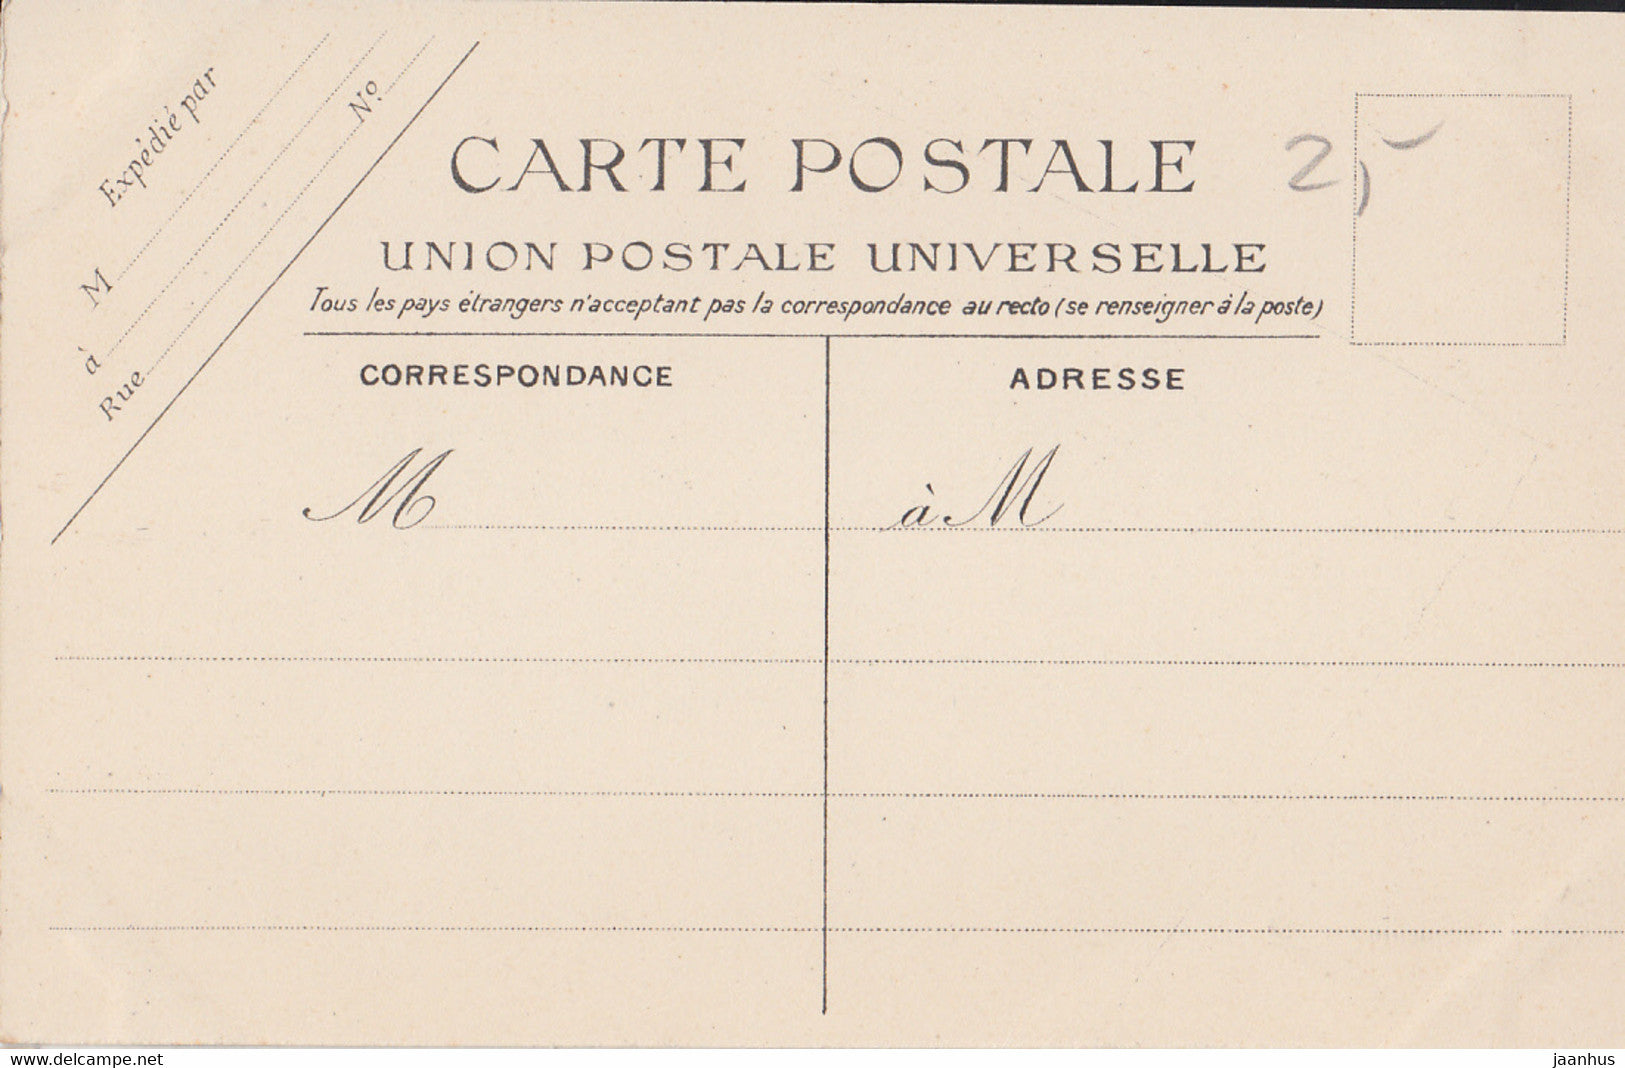 Expédié par
M
à
Rue Nº
CARTE POSTALE
2,-
UNION POSTALE UNIVERSELLE
Tous les pays étrangers n'acceptant pas la correspondance au recto (se renseigner à la poste)
CORRESPONDANCE
ADRESSE
M
à M
www.delcampe.net
jaanhus